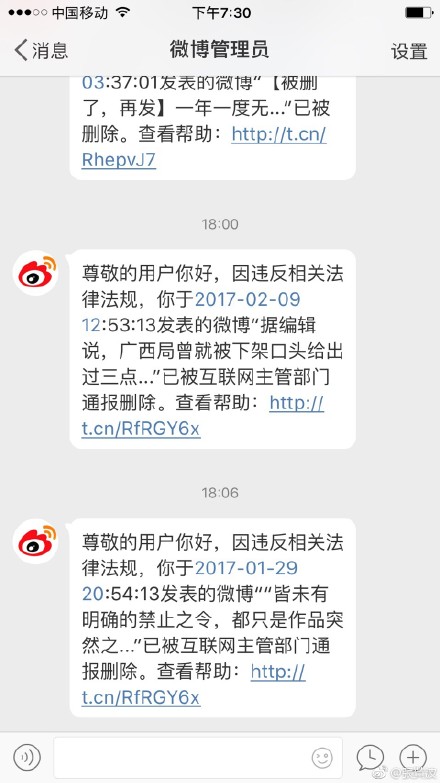 中国移动 下午7:30
消息 微博管理员 设置
03:37:01发表的微博“【被删
了，再发】一年一度无...”已被
删除。查看帮助：http://t.cn/
RhepvJ7
18:00
尊敬的用户你好，因违反相关法
律法规，你于2017-02-09
12:53:13发表的微博“据编辑
说，广西局曾就被下架口头给出
过三点...”已被互联网主管部门
通报删除。查看帮助：http://
t.cn/RfRGY6x
18:06
尊敬的用户你好，因违反相关法
律法规，你于2017-01-29
20:54:13发表的微博““皆未有
明确的禁止之令，都只是作品突
然之...”已被互联网主管部门通
报删除。查看帮助：http://
t.cn/RfRGY6x